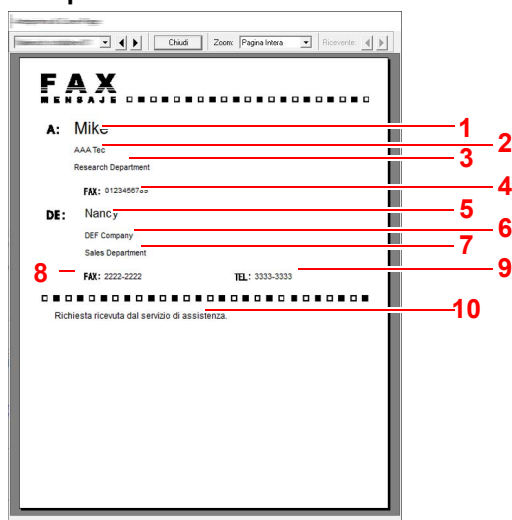 Chiudi Zoom: Pagina Intera Ricevente:
FAX
MENSAJE
A: Mike 1
AAA Tec 2
Research Department 3
FAX: 4
DE: Nancy 5
DEF Company 6
Sales Department 7
8 FAX: 2222-2222 TEL: 3333-3333 9
Richiesta ricevuta dal servizio di assistenza. 10